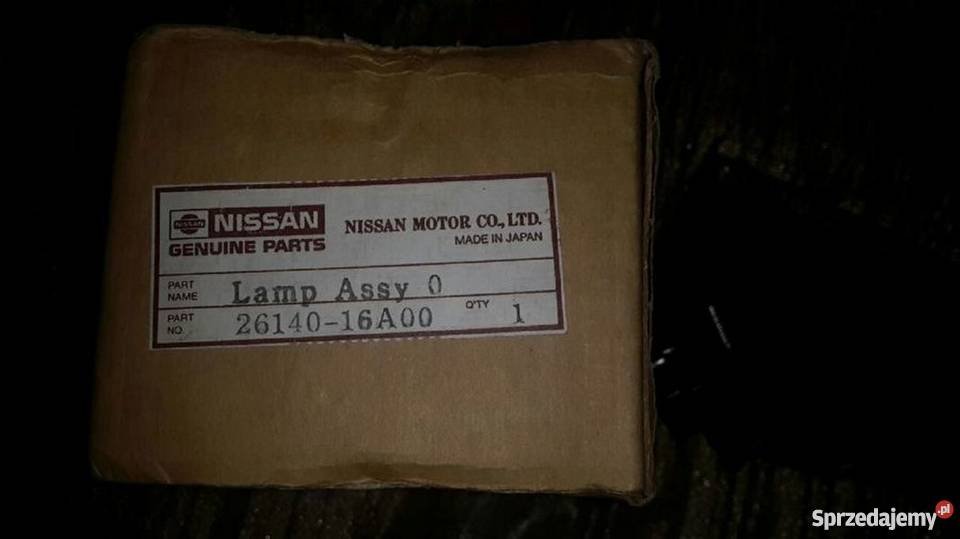 NISSAN NISSAN
GENUINE PARTS
NISSAN MOTOR CO., LTD.
MADE IN JAPAN
PART NAME Lamp Assy 0
PART NO. 26140-16A00 Q'TY 1
Sprzedajemy.pl